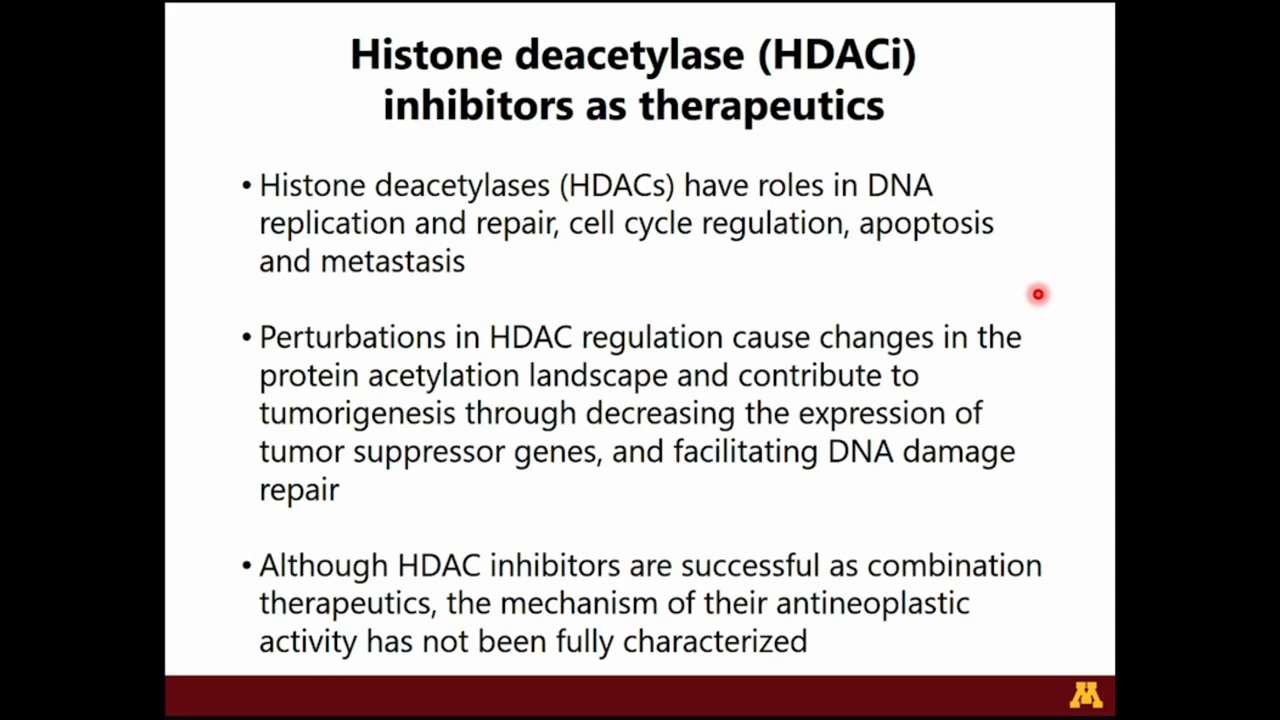 Histone deacetylase (HDACi)
inhibitors as therapeutics
• Histone deacetylases (HDACs) have roles in DNA
replication and repair, cell cycle regulation, apoptosis
and metastasis
• Perturbations in HDAC regulation cause changes in the
protein acetylation landscape and contribute to
tumorigenesis through decreasing the expression of
tumor suppressor genes, and facilitating DNA damage
repair
• Although HDAC inhibitors are successful as combination
therapeutics, the mechanism of their antineoplastic
activity has not been fully characterized
M